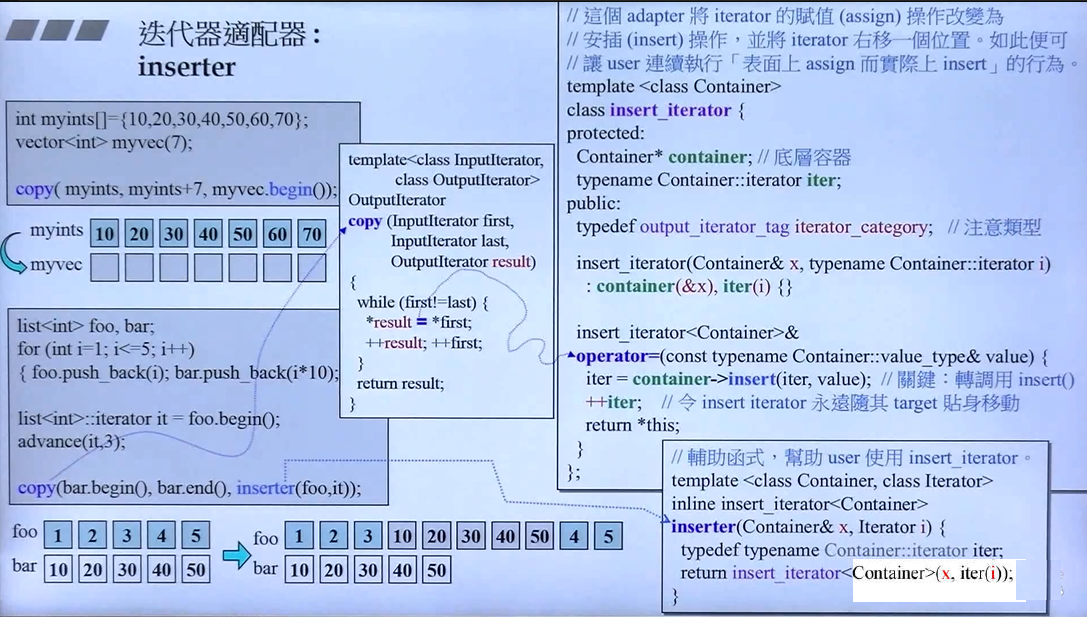 迭代器適配器：
inserter
int myints[]={10,20,30,40,50,60,70};
vector<int> myvec(7);
copy( myints, myints+7, myvec.begin());
myints 10 20 30 40 50 60 70
myvec
list<int> foo, bar;
for (int i=1; i<=5; i++)
{ foo.push_back(i); bar.push_back(i*10);
list<int>::iterator it = foo.begin();
advance(it,3);
copy(bar.begin(), bar.end(), inserter(foo,it));
foo 1 2 3 4 5
bar 10 20 30 40 50
foo 1 2 3 10 20 30 40 50 4 5
bar 10 20 30 40 50
template<class InputIterator,
class OutputIterator>
OutputIterator
copy (InputIterator first,
InputIterator last,
OutputIterator result)
{
while (first!=last) {
*result = *first;
++result; ++first;
}
return result;
}
// 這個 adapter 將 iterator 的賦值 (assign) 操作改變為
// 安插 (insert) 操作，並將 iterator 右移一個位置。如此便可
// 讓 user 連續執行「表面上 assign 而實際上 insert」的行為。
template <class Container>
class insert_iterator {
protected:
Container* container; // 底層容器
typename Container::iterator iter;
public:
typedef output_iterator_tag iterator_category; // 注意類型
insert_iterator(Container& x, typename Container::iterator i)
: container(&x), iter(i) {}
insert_iterator<Container>&
operator=(const typename Container::value_type& value) {
iter = container->insert(iter, value); // 關鍵：轉調用 insert()
++iter; // 令 insert iterator 永遠隨其 target 貼身移動
return *this;
}
};
// 輔助函式，幫助 user 使用 insert_iterator。
template <class Container, class Iterator>
inline insert_iterator<Container>
inserter(Container& x, Iterator i) {
typedef typename Container::iterator iter;
return insert_iterator<Container>(x, iter(i));
}